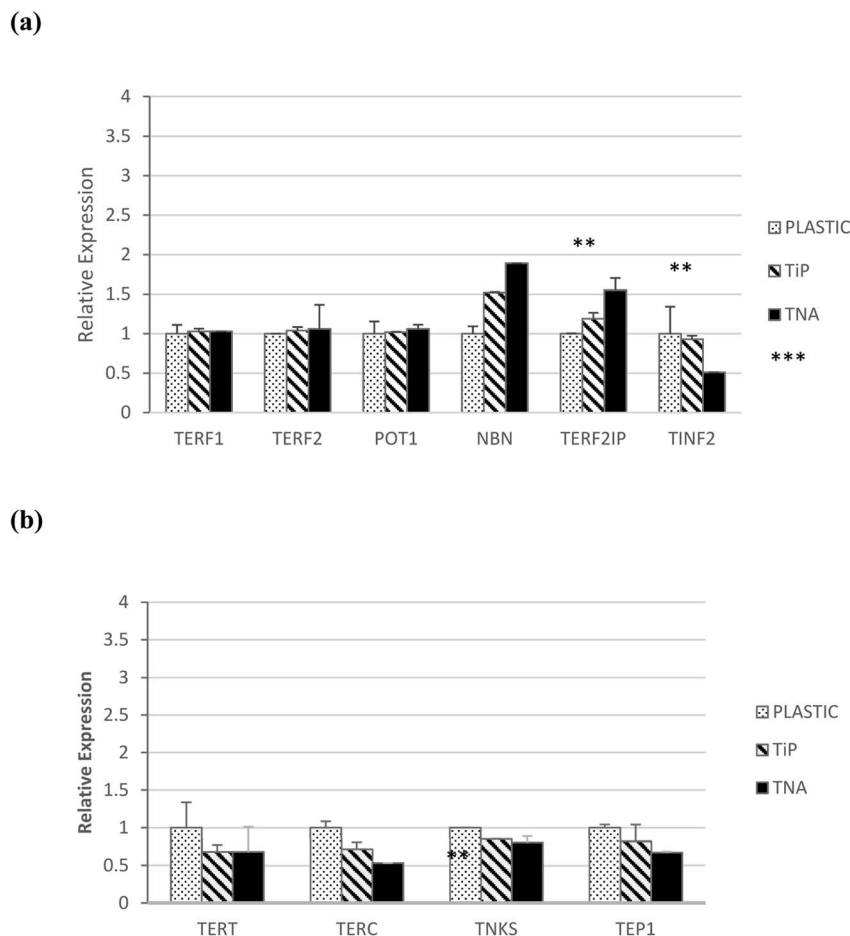 (a)
Relative Expression
4
3.5
3
2.5
2
1.5
1
0.5
0
**
**
TERF1 TERF2 POT1 NBN TERF2IP TINF2
PLASTIC
TiP
TNA
***
(b)
Relative Expression
4
3.5
3
2.5
2
1.5
1
0.5
0
**
TERT TERC TNKS TEP1
PLASTIC
TiP
TNA